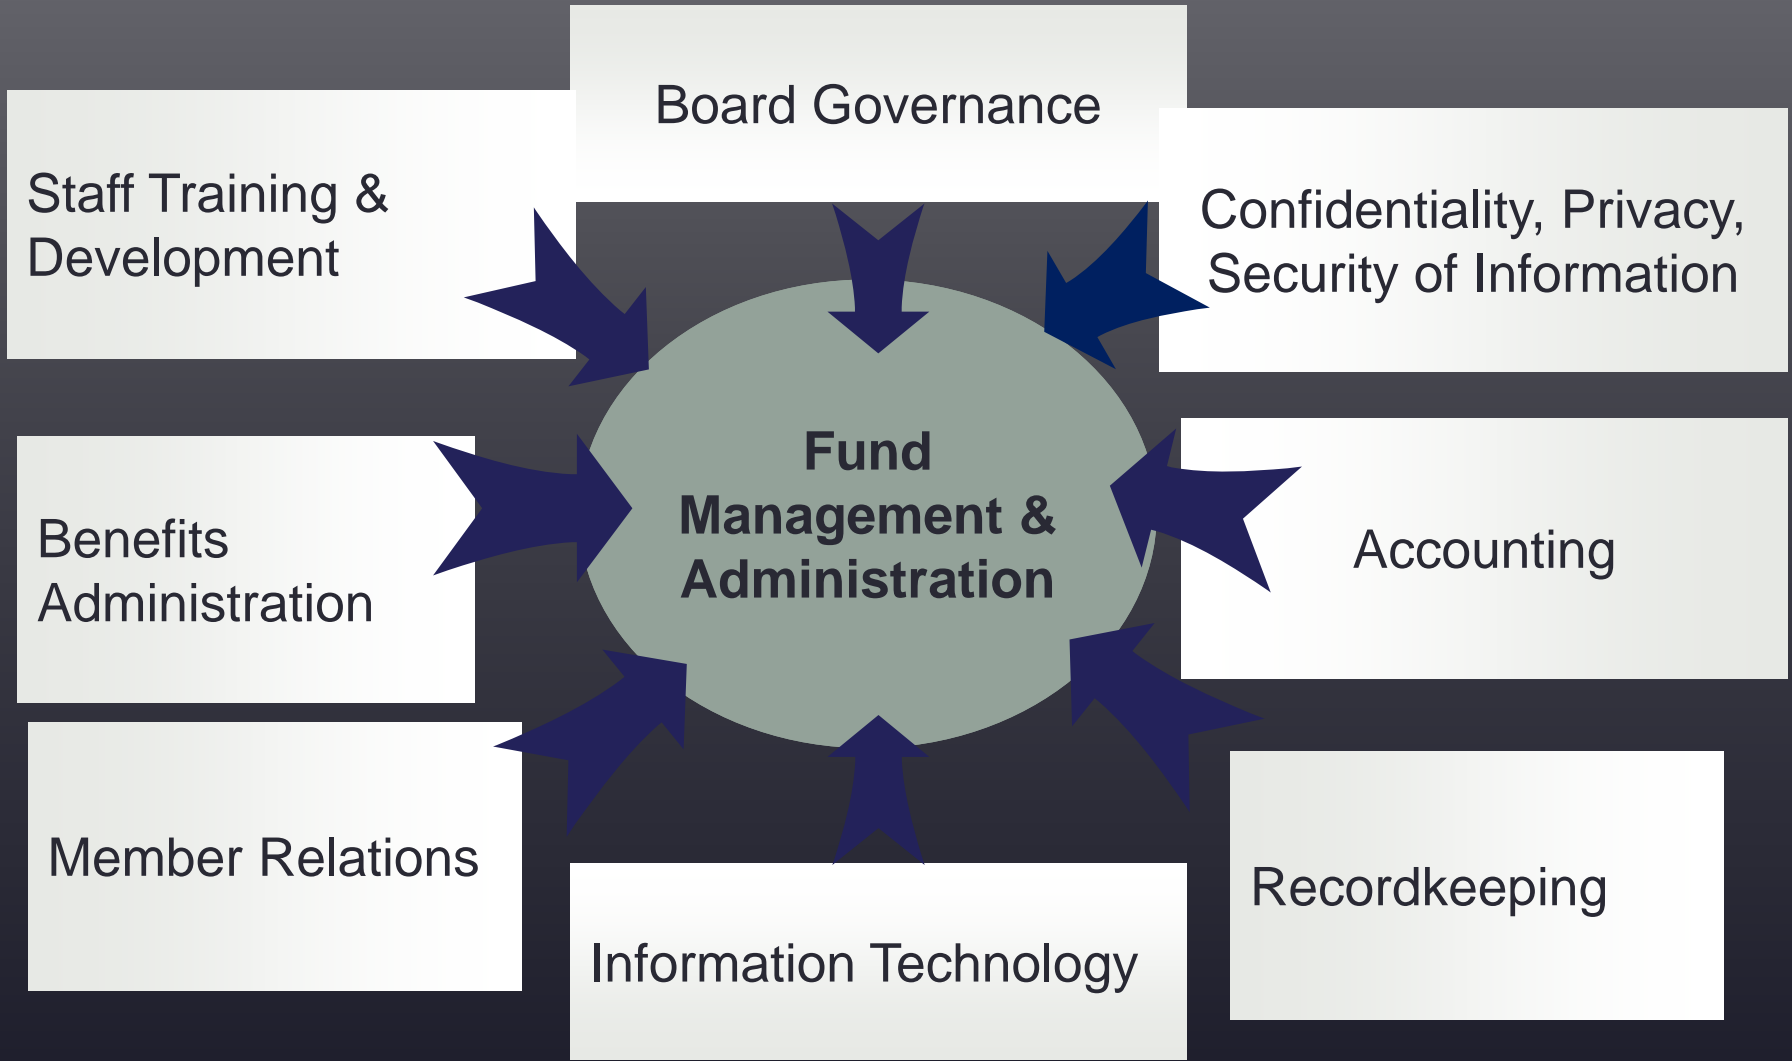 Board Governance
Staff Training &
Development
Confidentiality, Privacy,
Security of Information
Fund
Management &
Administration
Benefits
Administration
Accounting
Member Relations
Recordkeeping
Information Technology